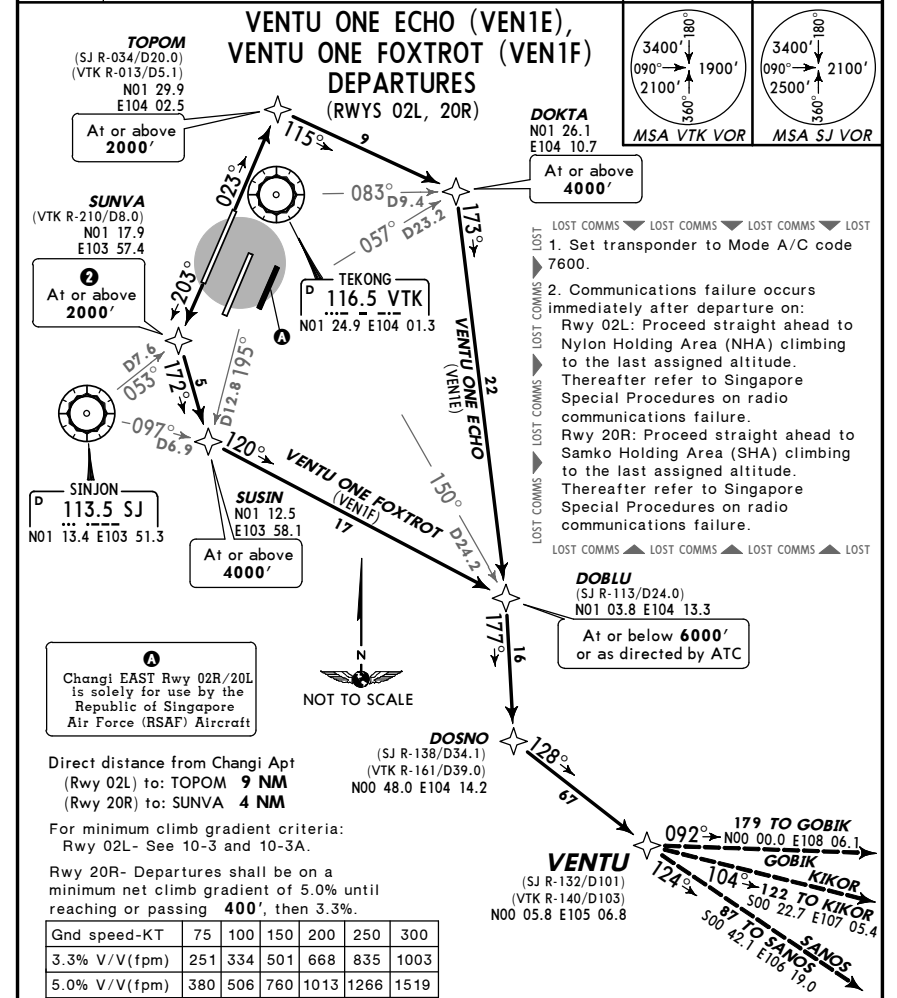 VENTU ONE ECHO (VEN1E),
VENTU ONE FOXTROT (VEN1F)
DEPARTURES
(RWYS 02L, 20R)
3400'
180°
090°
1900'
2100'
360°
MSA VTK VOR
3400'
180°
090°
2100'
2500'
360°
MSA SJ VOR
TOPOM
(SJ R-034/D20.0)
(VTK R-013/D5.1)
N01 29.9
E104 02.5
At or above
2000'
115°
9
DOKTA
N01 26.1
E104 10.7
At or above
4000'
023°
083°
D9.4
057°
D23.2
173°
SUNVA
(VTK R-210/D8.0)
N01 17.9
E103 57.4
2
At or above
2000'
203°
TEKONG
D
116.5 VTK
N01 24.9 E104 01.3
A
LOST COMMS LOST COMMS LOST COMMS LOST
LOST COMMS LOST COMMS LOST COMMS LOST
1. Set transponder to Mode A/C code
7600.
2. Communications failure occurs
immediately after departure on:
Rwy 02L: Proceed straight ahead to
Nylon Holding Area (NHA) climbing
to the last assigned altitude.
Thereafter refer to Singapore
Special Procedures on radio
communications failure.
Rwy 20R: Proceed straight ahead to
Samko Holding Area (SHA) climbing
to the last assigned altitude.
Thereafter refer to Singapore
Special Procedures on radio
communications failure.
LOST COMMS LOST COMMS LOST COMMS LOST
VENTU ONE ECHO
(VEN1E)
22
D7.6
053°
172°
5
D12.8
195°
097°
D6.9
120°
VENTU ONE FOXTROT
(VEN1F)
17
150°
D24.2
SINJON
D
113.5 SJ
N01 13.4 E103 51.3
SUSIN
N01 12.5
E103 58.1
At or above
4000'
DOBLU
(SJ R-113/D24.0)
N01 03.8 E104 13.3
At or below 6000'
or as directed by ATC
177°
16
N
NOT TO SCALE
A
Changi EAST Rwy 02R/20L
is solely for use by the
Republic of Singapore
Air Force (RSAF) Aircraft
DOSNO
(SJ R-138/D34.1)
(VTK R-161/D39.0)
N00 48.0 E104 14.2
128°
67
Direct distance from Changi Apt
(Rwy 02L) to: TOPOM 9 NM
(Rwy 20R) to: SUNVA 4 NM
For minimum climb gradient criteria:
Rwy 02L- See 10-3 and 10-3A.
Rwy 20R- Departures shall be on a
minimum net climb gradient of 5.0% until
reaching or passing 400', then 3.3%.
VENTU
(SJ R-132/D101)
(VTK R-140/D103)
N00 05.8 E105 06.8
092°
179 TO GOBIK
N00 00.0 E108 06.1
GOBIK
104°
KIKOR
122 TO KIKOR
S00 22.7 E107 05.4
124°
SANOS
87 TO SANOS
S00 42.1 E106 19.0
Gnd speed-KT 75 100 150 200 250 300
3.3% V/V(fpm) 251 334 501 668 835 1003
5.0% V/V(fpm) 380 506 760 1013 1266 1519